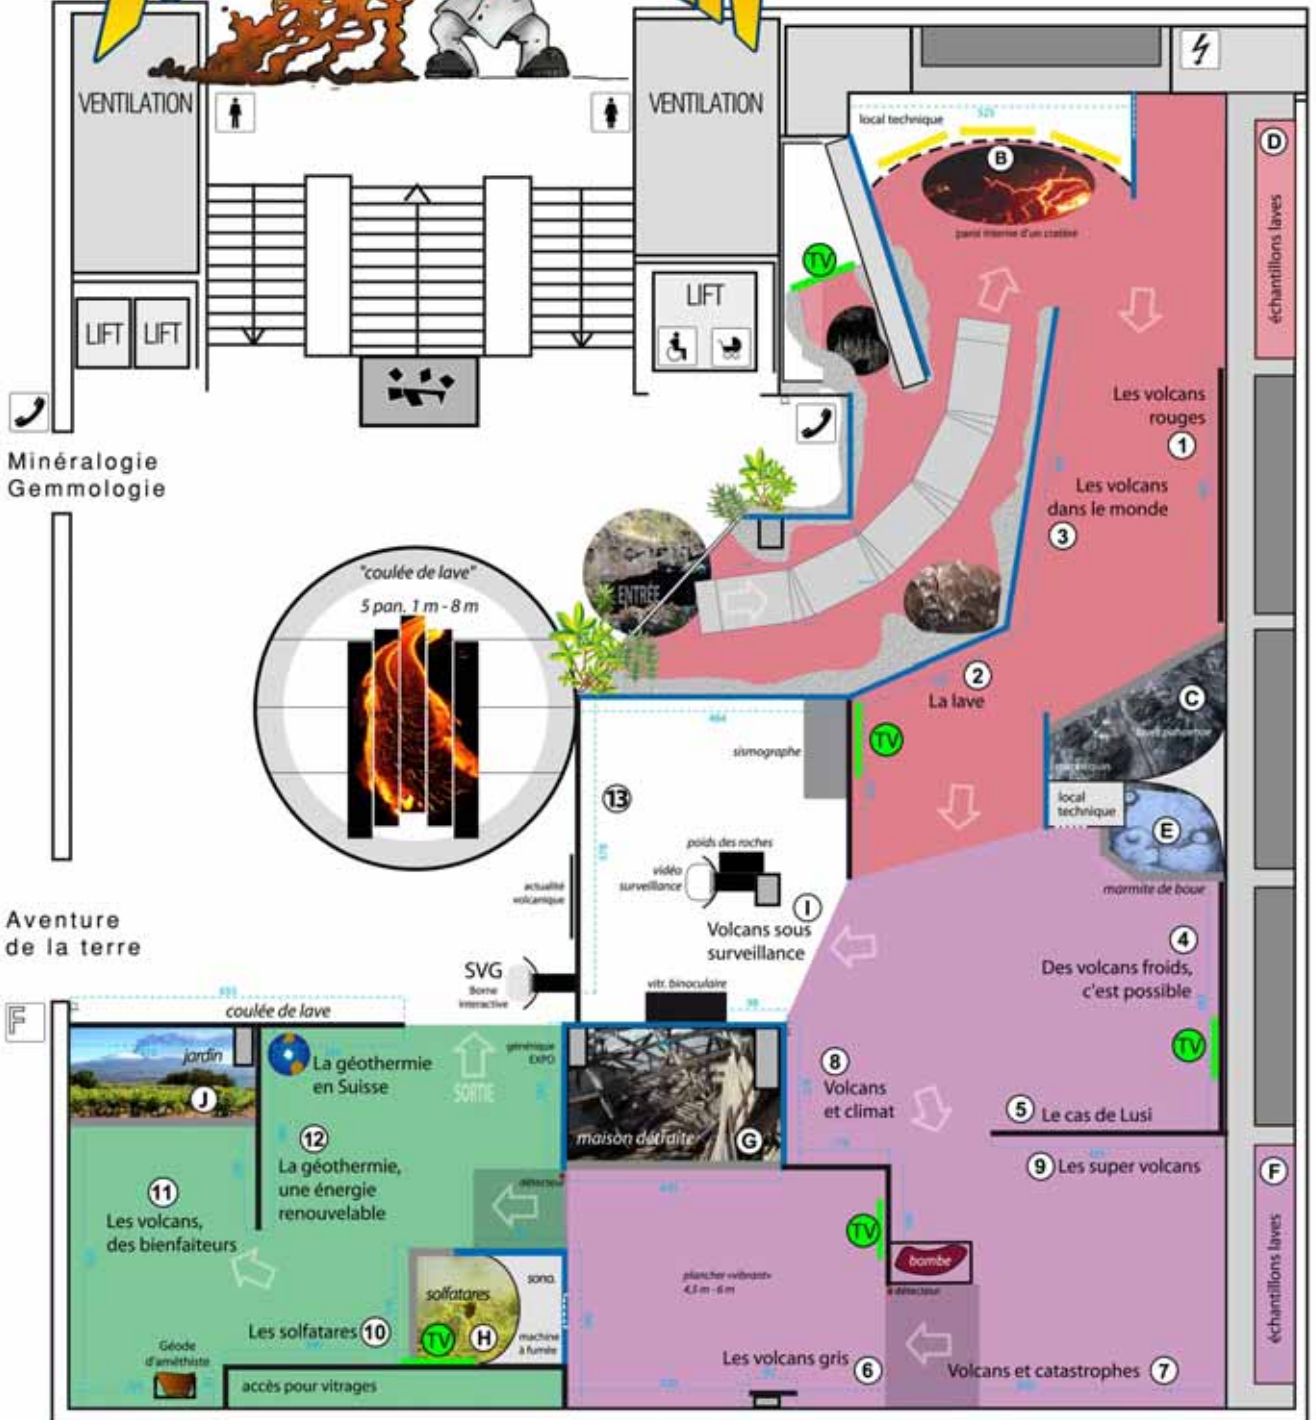 VENTILATION
VENTILATION
LIFT
LIFT
LIFT
local technique
525
B
paroi interne d'un cratère
D
échantillons laves
TV
Les volcans
rouges
1
Les volcans
dans le monde
3
Minéralogie
Gemmologie
"coulée de lave"
5 pan. 1 m - 8 m
ENTRÉE
2
La lave
C
TV
464
sismographe
13
578
local
technique
E
marmite de boue
poids des roches
vidéo
surveillance
actualité
volcanique
I
Volcans sous
surveillance
4
Des volcans froids,
c'est possible
Aventure
de la terre
SVG
Borne
interactive
vitr. binoculaire
98
F
coulée de lave
jardin
J
La géothermie
en Suisse
SORTIE
générique
EXPO
maison détruite
G
8
Volcans
et climat
TV
5 Le cas de Lusi
9 Les super volcans
12
La géothermie,
une énergie
renouvelable
11
Les volcans,
des bienfaiteurs
détecteur
TV
bombe
détecteur
plancher «vibrant»
4,5 m - 6 m
F
échantillons laves
solfatares
sono.
TV
H
machine
à fumée
Les solfatares 10
Géode
d'améthiste
accès pour vitrages
Les volcans gris 6
Volcans et catastrophes 7